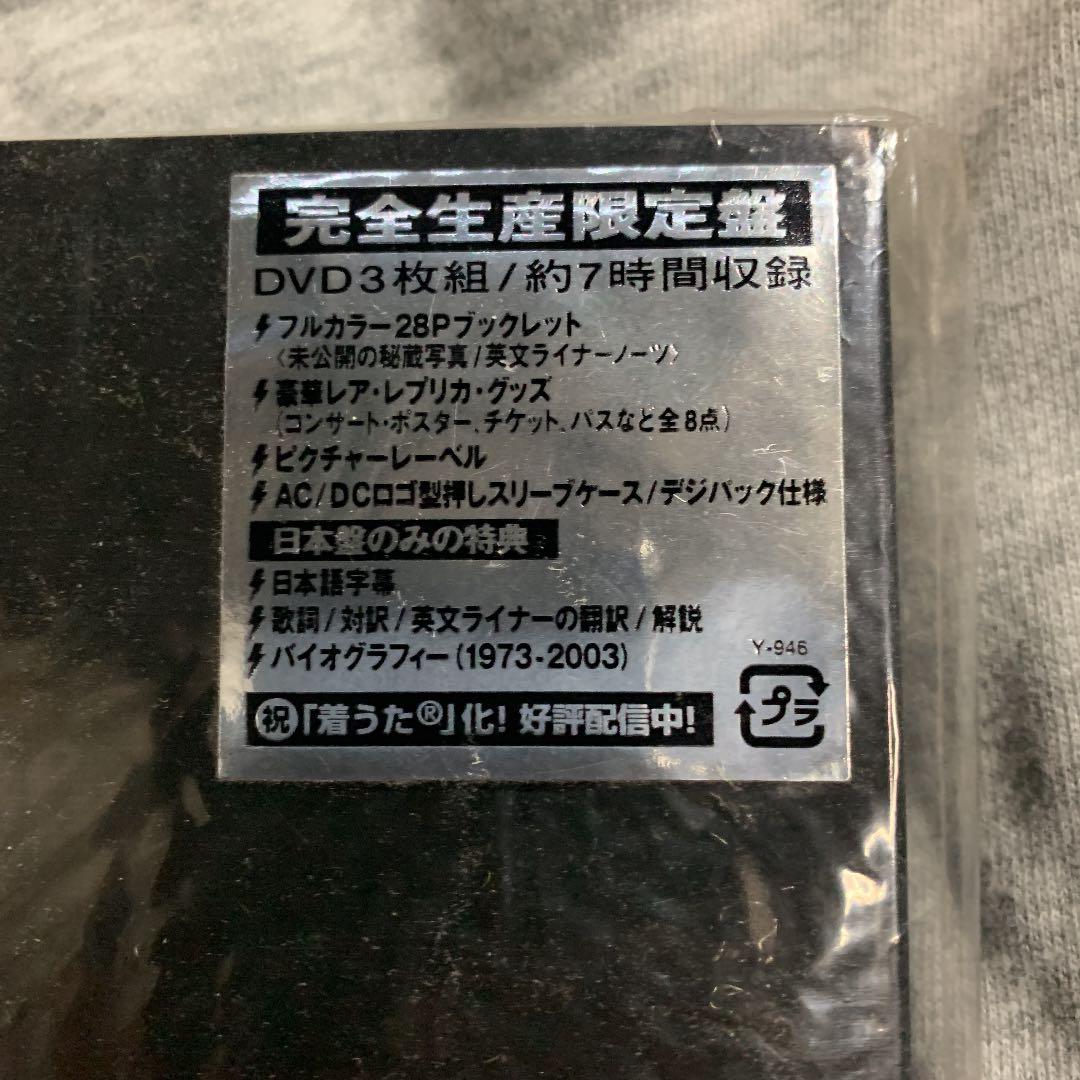 完全生産限定盤
DVD3枚組/約7時間収録
フルカラー28Pブックレット
〈未公開の秘蔵写真/英文ライナーノーツ〉
豪華レア・レプリカ・グッズ
(コンサート・ポスター、チケット、パスなど全8点)
ピクチャーレーベル
AC/DCロゴ型押しスリーブケース/デジパック仕様
日本盤のみの特典
日本語字幕
歌詞/対訳/英文ライナーの翻訳/解説
バイオグラフィー(1973-2003)
Y-946
プラ
㊗「着うた®」化! 好評配信中!